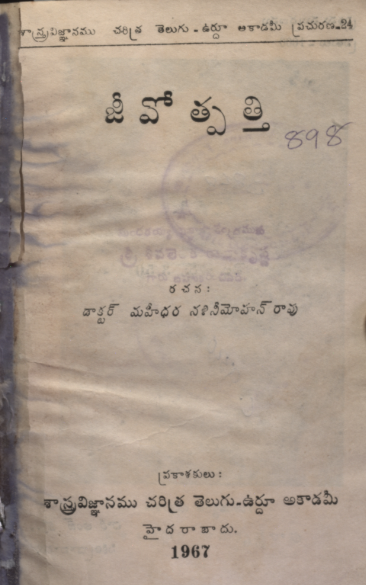 శాస్త్రవిజ్ఞానము చరిత్ర తెలుగు - ఉర్దూ అకాడమీ ప్రచురణ-24
జీవోత్పత్తి
898
రచన :
డాక్టర్ మహీధర నళినీమోహన్ రావు
ప్రకాశకులు :
శాస్త్రవిజ్ఞానము చరిత్ర తెలుగు-ఉర్దూ అకాడమీ
హైదరాబాదు.
1967